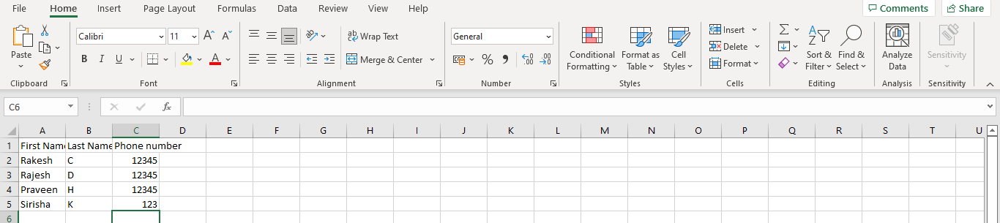 File Home Insert Page Layout Formulas Data Review View Help Comments Share
Calibri 11 A A Wrap Text General Insert Σ
Paste B I U A Merge & Center % Conditional Formatting Format as Table Cell Styles Delete Sort & Filter Find & Select Analyze Data Sensitivity
Format
Clipboard Font Alignment Number Styles Cells Editing Analysis Sensitivity
C6 fx
A B C D E F G H I J K L M N O P Q R S T U
1 First Name Last Name Phone number
2 Rakesh C 12345
3 Rajesh D 12345
4 Praveen H 12345
5 Sirisha K 123
6